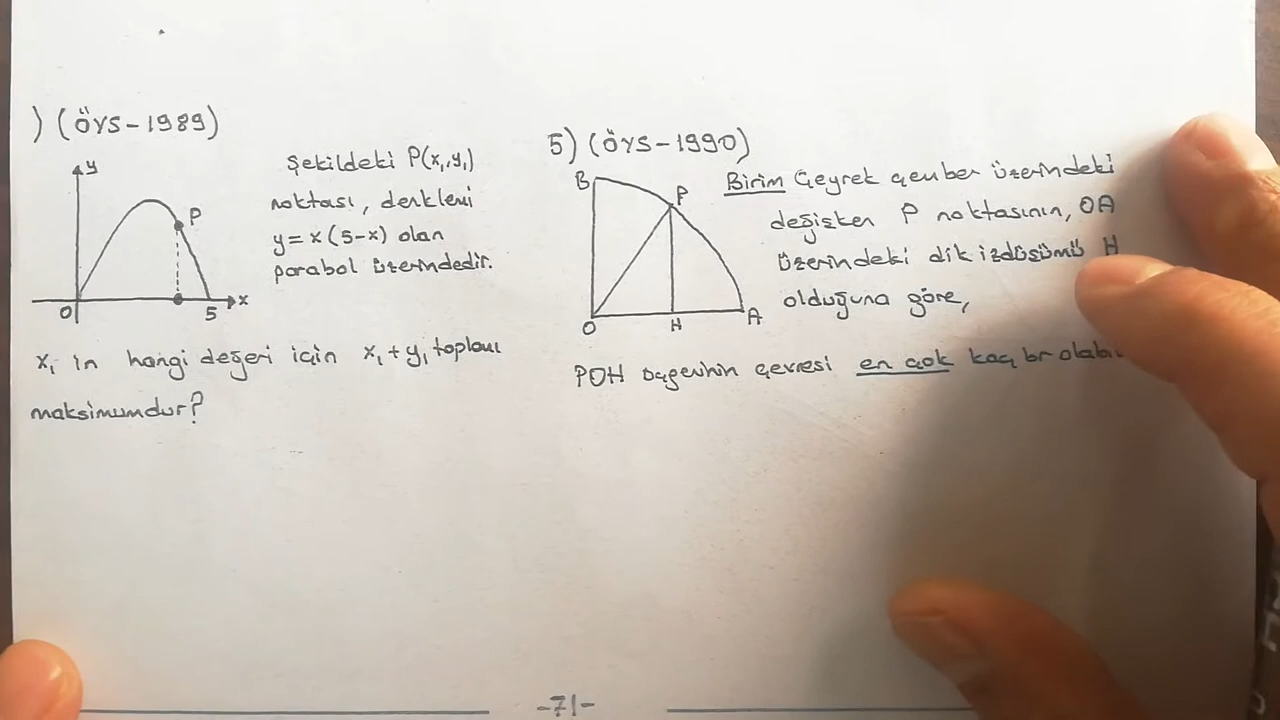 ) (ÖYS-1989)
y
P
O
5
x
Şekildeki P(x₁,y₁)
noktası, denklemi
y=x(5-x) olan
parabol üzerindedir.
x₁ in hangi değeri için x₁+y₁ toplamı
maksimumdur?
5) (ÖYS-1990)
B
P
O
H
A
Birim Çeyrek çember üzerindeki
değişken P noktasının, OA
üzerindeki dik izdüşümü H
olduğuna göre,
POH üçgeninin çevresi en çok kaç br
-71-